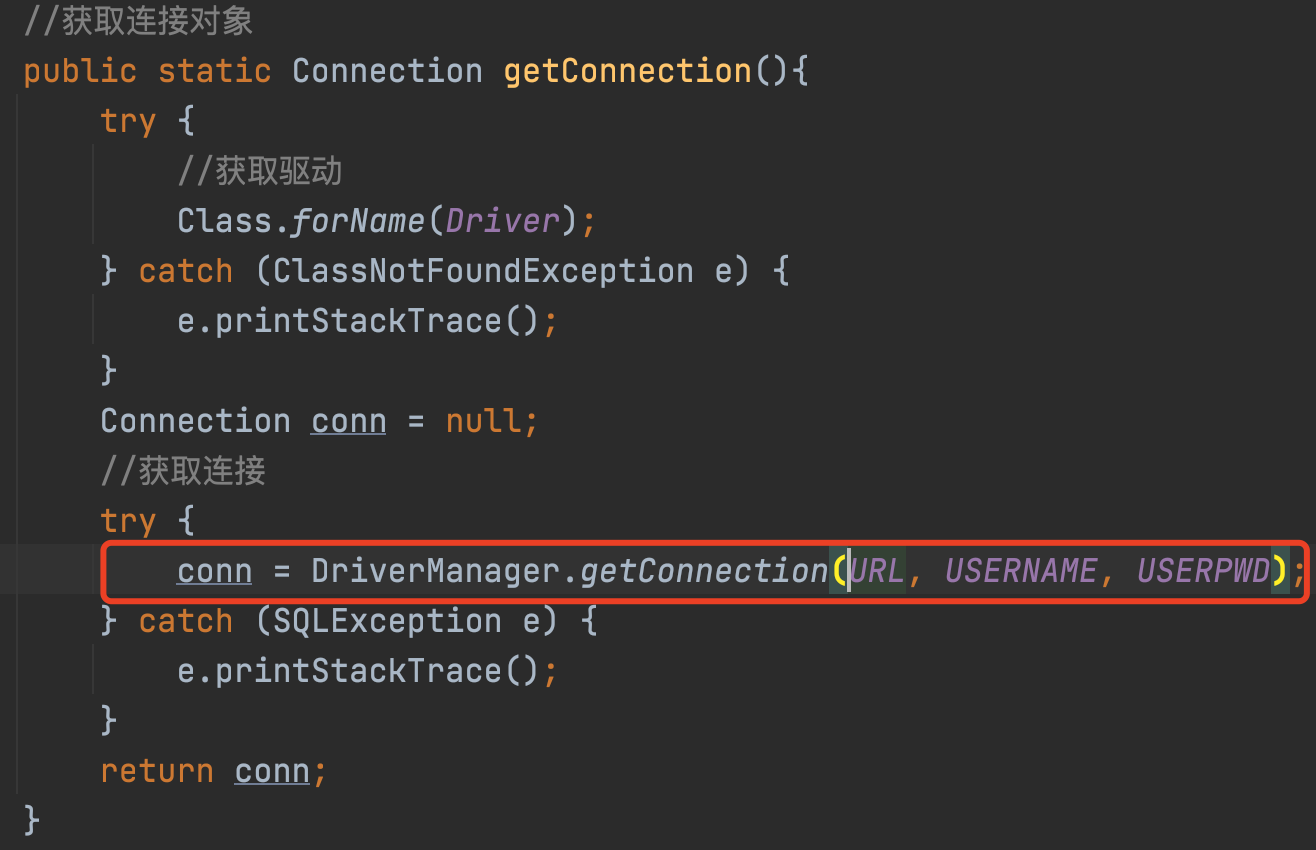 //获取连接对象
public static Connection getConnection(){
try {
//获取驱动
Class.forName(Driver);
} catch (ClassNotFoundException e) {
e.printStackTrace();
}
Connection conn = null;
//获取连接
try {
conn = DriverManager.getConnection(URL, USERNAME, USERPWD);
} catch (SQLException e) {
e.printStackTrace();
}
return conn;
}